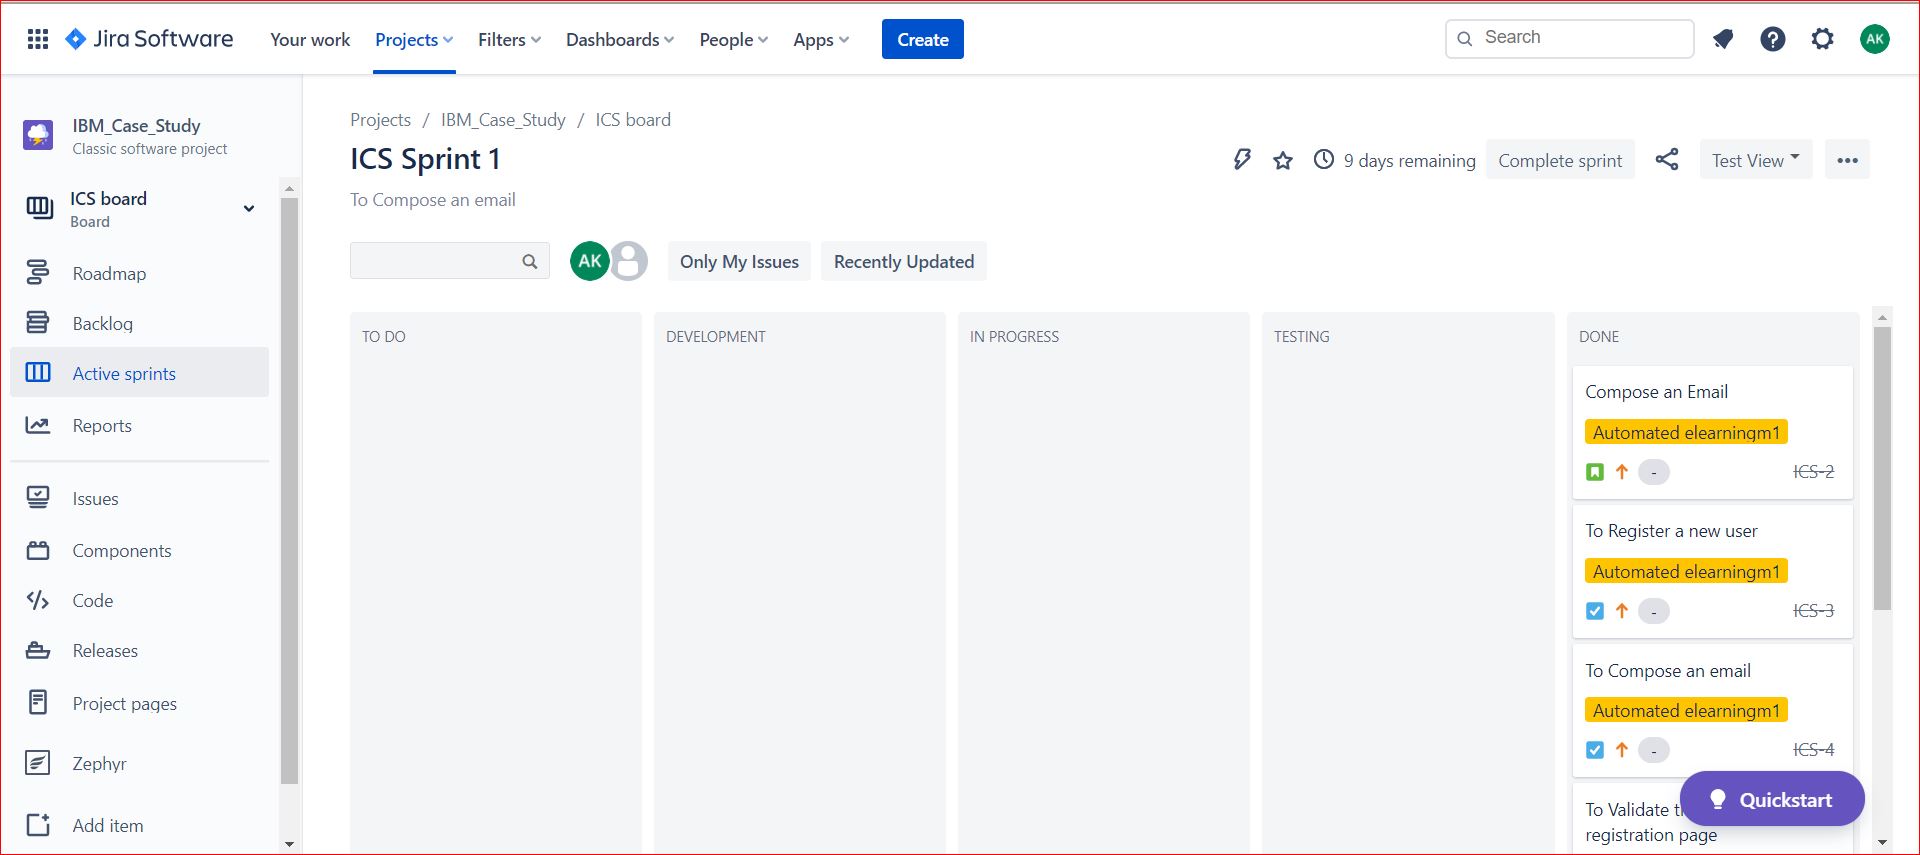 Jira Software
Your work
Projects
Filters
Dashboards
People
Apps
Create
Search
AK
IBM_Case_Study
Classic software project
ICS board
Board
Roadmap
Backlog
Active sprints
Reports
Issues
Components
Code
Releases
Project pages
Zephyr
Add item
Projects / IBM_Case_Study / ICS board
ICS Sprint 1
9 days remaining
Complete sprint
Test View
To Compose an email
AK
Only My Issues
Recently Updated
TO DO
DEVELOPMENT
IN PROGRESS
TESTING
DONE
Compose an Email
Automated elearningm1
- ICS-2
To Register a new user
Automated elearningm1
- ICS-3
To Compose an email
Automated elearningm1
- ICS-4
To Validate
registration page
Quickstart